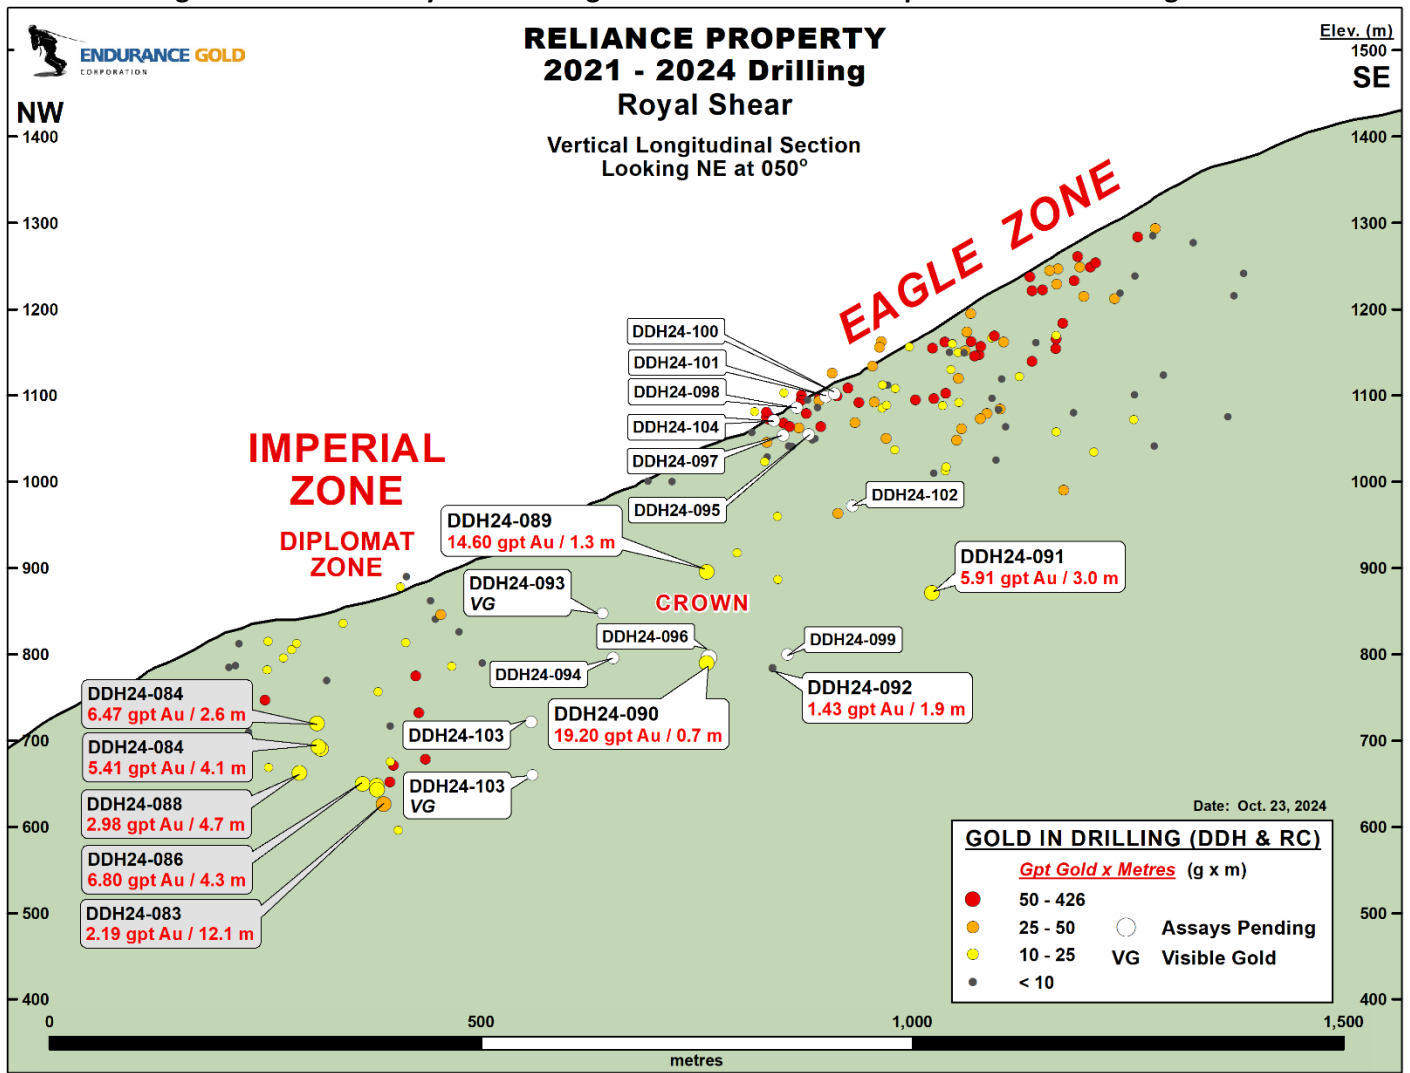 ENDURANCE GOLD
CORPORATION
RELIANCE PROPERTY
2021 - 2024 Drilling
Royal Shear
Vertical Longitudinal Section
Looking NE at 050°
Elev. (m)
1500
NW
SE
1400
1400
1300
1300
1200
1200
1100
1100
1000
1000
900
900
800
800
700
700
600
600
500
500
400
400
EAGLE ZONE
IMPERIAL
ZONE
DIPLOMAT
ZONE
CROWN
DDH24-100
DDH24-101
DDH24-098
DDH24-104
DDH24-097
DDH24-095
DDH24-102
DDH24-089
14.60 gpt Au / 1.3 m
DDH24-091
5.91 gpt Au / 3.0 m
DDH24-093
VG
DDH24-096
DDH24-099
DDH24-094
DDH24-092
1.43 gpt Au / 1.9 m
DDH24-090
19.20 gpt Au / 0.7 m
DDH24-103
DDH24-103
VG
DDH24-084
6.47 gpt Au / 2.6 m
DDH24-084
5.41 gpt Au / 4.1 m
DDH24-088
2.98 gpt Au / 4.7 m
DDH24-086
6.80 gpt Au / 4.3 m
DDH24-083
2.19 gpt Au / 12.1 m
Date: Oct. 23, 2024
GOLD IN DRILLING (DDH & RC)
Gpt Gold x Metres (g x m)
50 - 426
25 - 50
Assays Pending
10 - 25
VG Visible Gold
< 10
0
500
1,000
1,500
metres